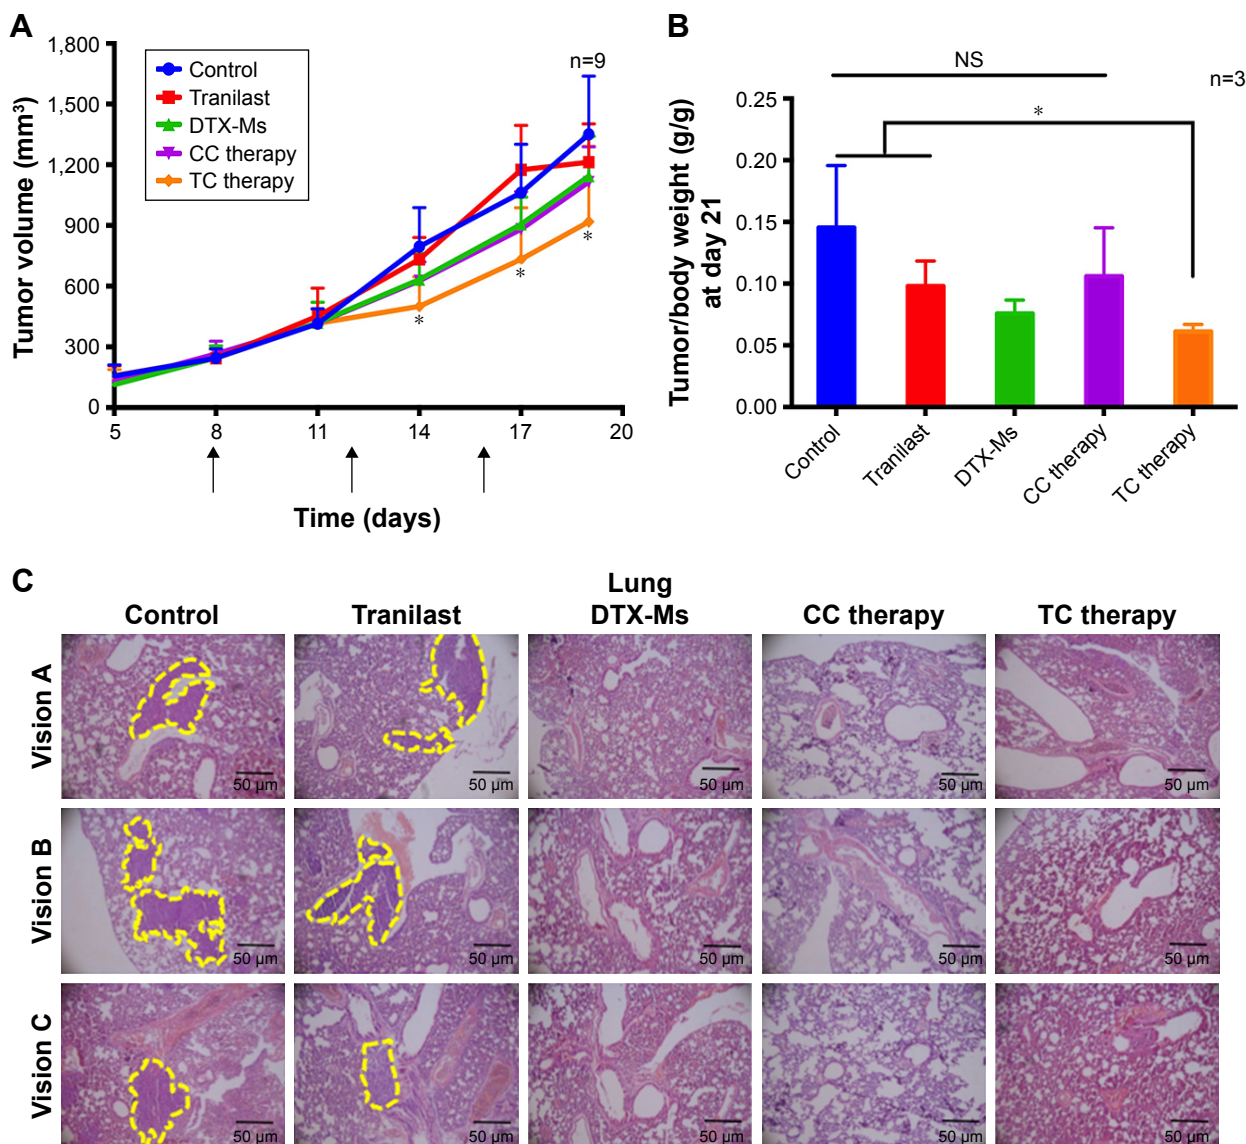 A
Tumor volume (mm³)
1,800
1,500
1,200
900
600
300
0
Control
Tranilast
DTX-Ms
CC therapy
TC therapy
n=9
*
*
*
5
8
11
14
17
20
Time (days)
B
Tumor/body weight (g/g)
at day 21
NS
n=3
*
0.25
0.20
0.15
0.10
0.05
0.00
Control
Tranilast
DTX-Ms
CC therapy
TC therapy
C
Lung
Control
Tranilast
DTX-Ms
CC therapy
TC therapy
Vision A
50 µm
50 µm
50 µm
50 µm
50 µm
Vision B
50 µm
50 µm
50 µm
50 µm
50 µm
Vision C
50 µm
50 µm
50 µm
50 µm
50 µm